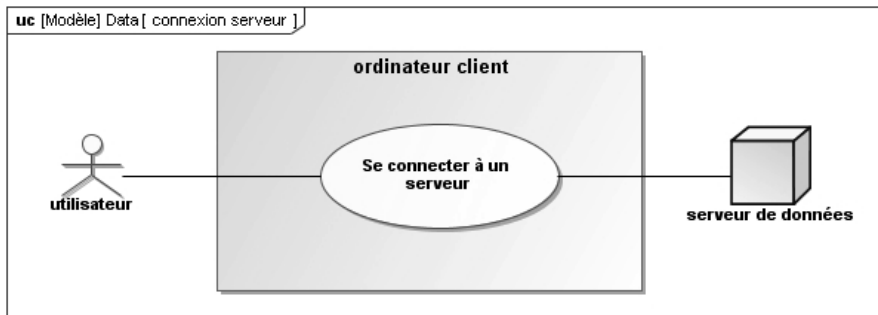 uc [Modèle] Data [ connexion serveur ]
ordinateur client
Se connecter à un
serveur
utilisateur
serveur de données